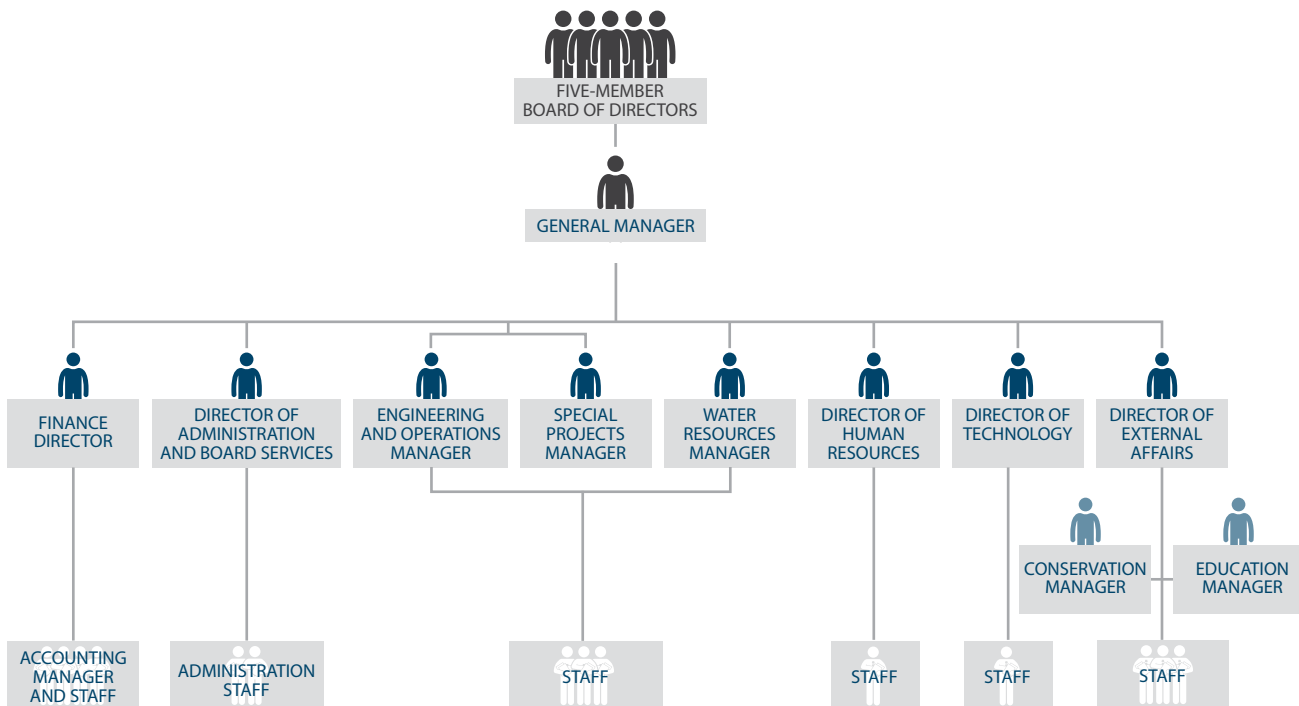 FIVE-MEMBER
BOARD OF DIRECTORS
GENERAL MANAGER
FINANCE
DIRECTOR
DIRECTOR OF
ADMINISTRATION
AND BOARD SERVICES
ENGINEERING
AND OPERATIONS
MANAGER
SPECIAL
PROJECTS
MANAGER
WATER
RESOURCES
MANAGER
DIRECTOR OF
HUMAN
RESOURCES
DIRECTOR OF
TECHNOLOGY
DIRECTOR OF
EXTERNAL
AFFAIRS
CONSERVATION
MANAGER
EDUCATION
MANAGER
ACCOUNTING
MANAGER
AND STAFF
ADMINISTRATION
STAFF
STAFF
STAFF
STAFF
STAFF